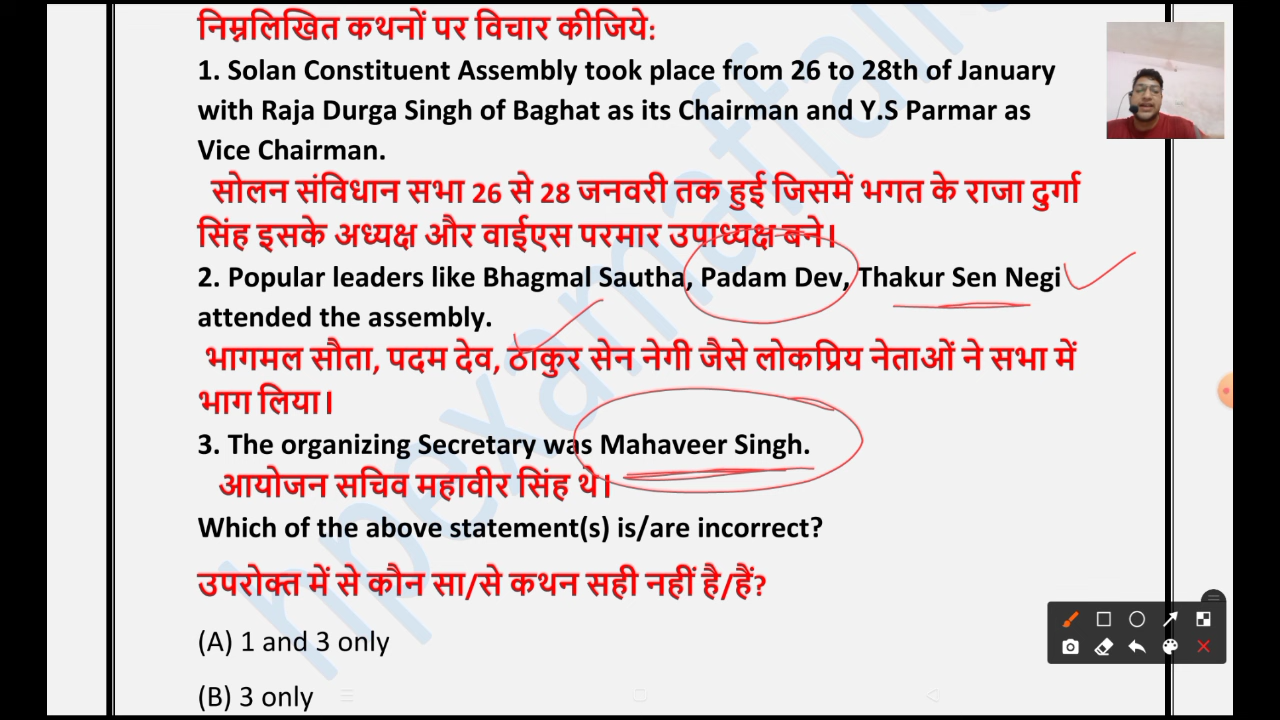 निम्नलिखित कथनों पर विचार कीजिये:
1. Solan Constituent Assembly took place from 26 to 28th of January
with Raja Durga Singh of Baghat as its Chairman and Y.S Parmar as
Vice Chairman.
सोलन संविधान सभा 26 से 28 जनवरी तक हुई जिसमें भगत के राजा दुर्गा
सिंह इसके अध्यक्ष और वाईएस परमार उपाध्यक्ष बने।
2. Popular leaders like Bhagmal Sautha, Padam Dev, Thakur Sen Negi
attended the assembly.
भागमल सौता, पदम देव, ठाकुर सेन नेगी जैसे लोकप्रिय नेताओं ने सभा में
भाग लिया।
3. The organizing Secretary was Mahaveer Singh.
आयोजन सचिव महावीर सिंह थे।
Which of the above statement(s) is/are incorrect?
उपरोक्त में से कौन सा/से कथन सही नहीं है/हैं?
(A) 1 and 3 only
(B) 3 only
hpexamaffairs